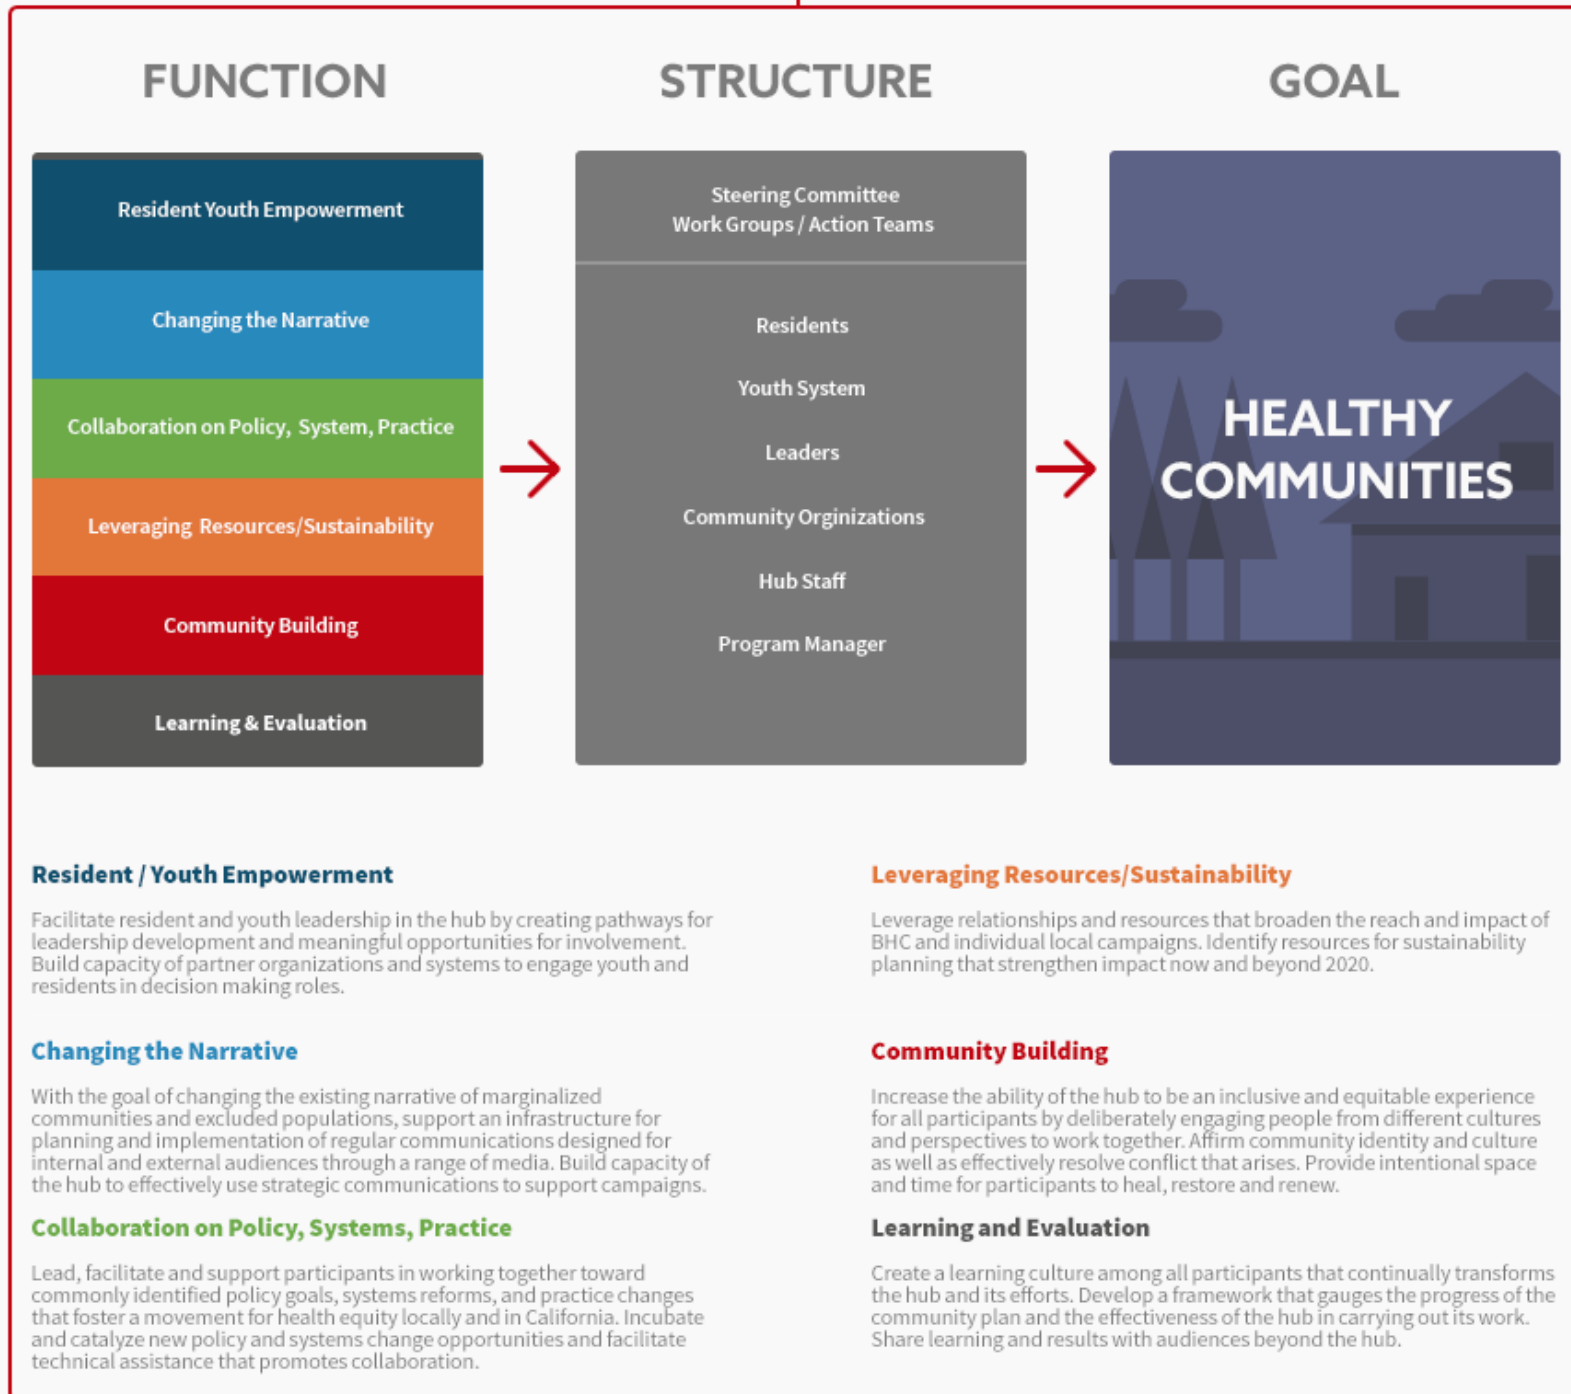 FUNCTION
STRUCTURE
GOAL
Resident Youth Empowerment
Changing the Narrative
Collaboration on Policy, System, Practice
Leveraging Resources/Sustainability
Community Building
Learning & Evaluation
Steering Committee
Work Groups / Action Teams
Residents
Youth System
Leaders
Community Orginizations
Hub Staff
Program Manager
HEALTHY
COMMUNITIES
Resident / Youth Empowerment
Facilitate resident and youth leadership in the hub by creating pathways for
leadership development and meaningful opportunities for involvement.
Build capacity of partner organizations and systems to engage youth and
residents in decision making roles.
Changing the Narrative
With the goal of changing the existing narrative of marginalized
communities and excluded populations, support an infrastructure for
planning and implementation of regular communications designed for
internal and external audiences through a range of media. Build capacity of
the hub to effectively use strategic communications to support campaigns.
Collaboration on Policy, Systems, Practice
Lead, facilitate and support participants in working together toward
commonly identified policy goals, systems reforms, and practice changes
that foster a movement for health equity locally and in California. Incubate
and catalyze new policy and systems change opportunities and facilitate
technical assistance that promotes collaboration.
Leveraging Resources/Sustainability
Leverage relationships and resources that broaden the reach and impact of
BHC and individual local campaigns. Identify resources for sustainability
planning that strengthen impact now and beyond 2020.
Community Building
Increase the ability of the hub to be an inclusive and equitable experience
for all participants by deliberately engaging people from different cultures
and perspectives to work together. Affirm community identity and culture
as well as effectively resolve conflict that arises. Provide intentional space
and time for participants to heal, restore and renew.
Learning and Evaluation
Create a learning culture among all participants that continually transforms
the hub and its efforts. Develop a framework that gauges the progress of the
community plan and the effectiveness of the hub in carrying out its work.
Share learning and results with audiences beyond the hub.